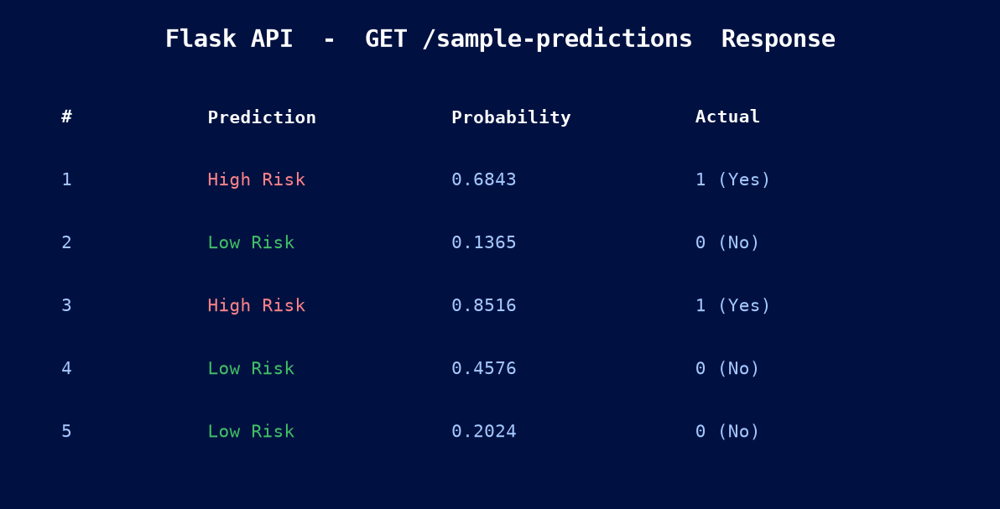 Flask API - GET /sample-predictions Response
# Prediction Probability Actual
1 High Risk 0.6843 1 (Yes)
2 Low Risk 0.1365 0 (No)
3 High Risk 0.8516 1 (Yes)
4 Low Risk 0.4576 0 (No)
5 Low Risk 0.2024 0 (No)